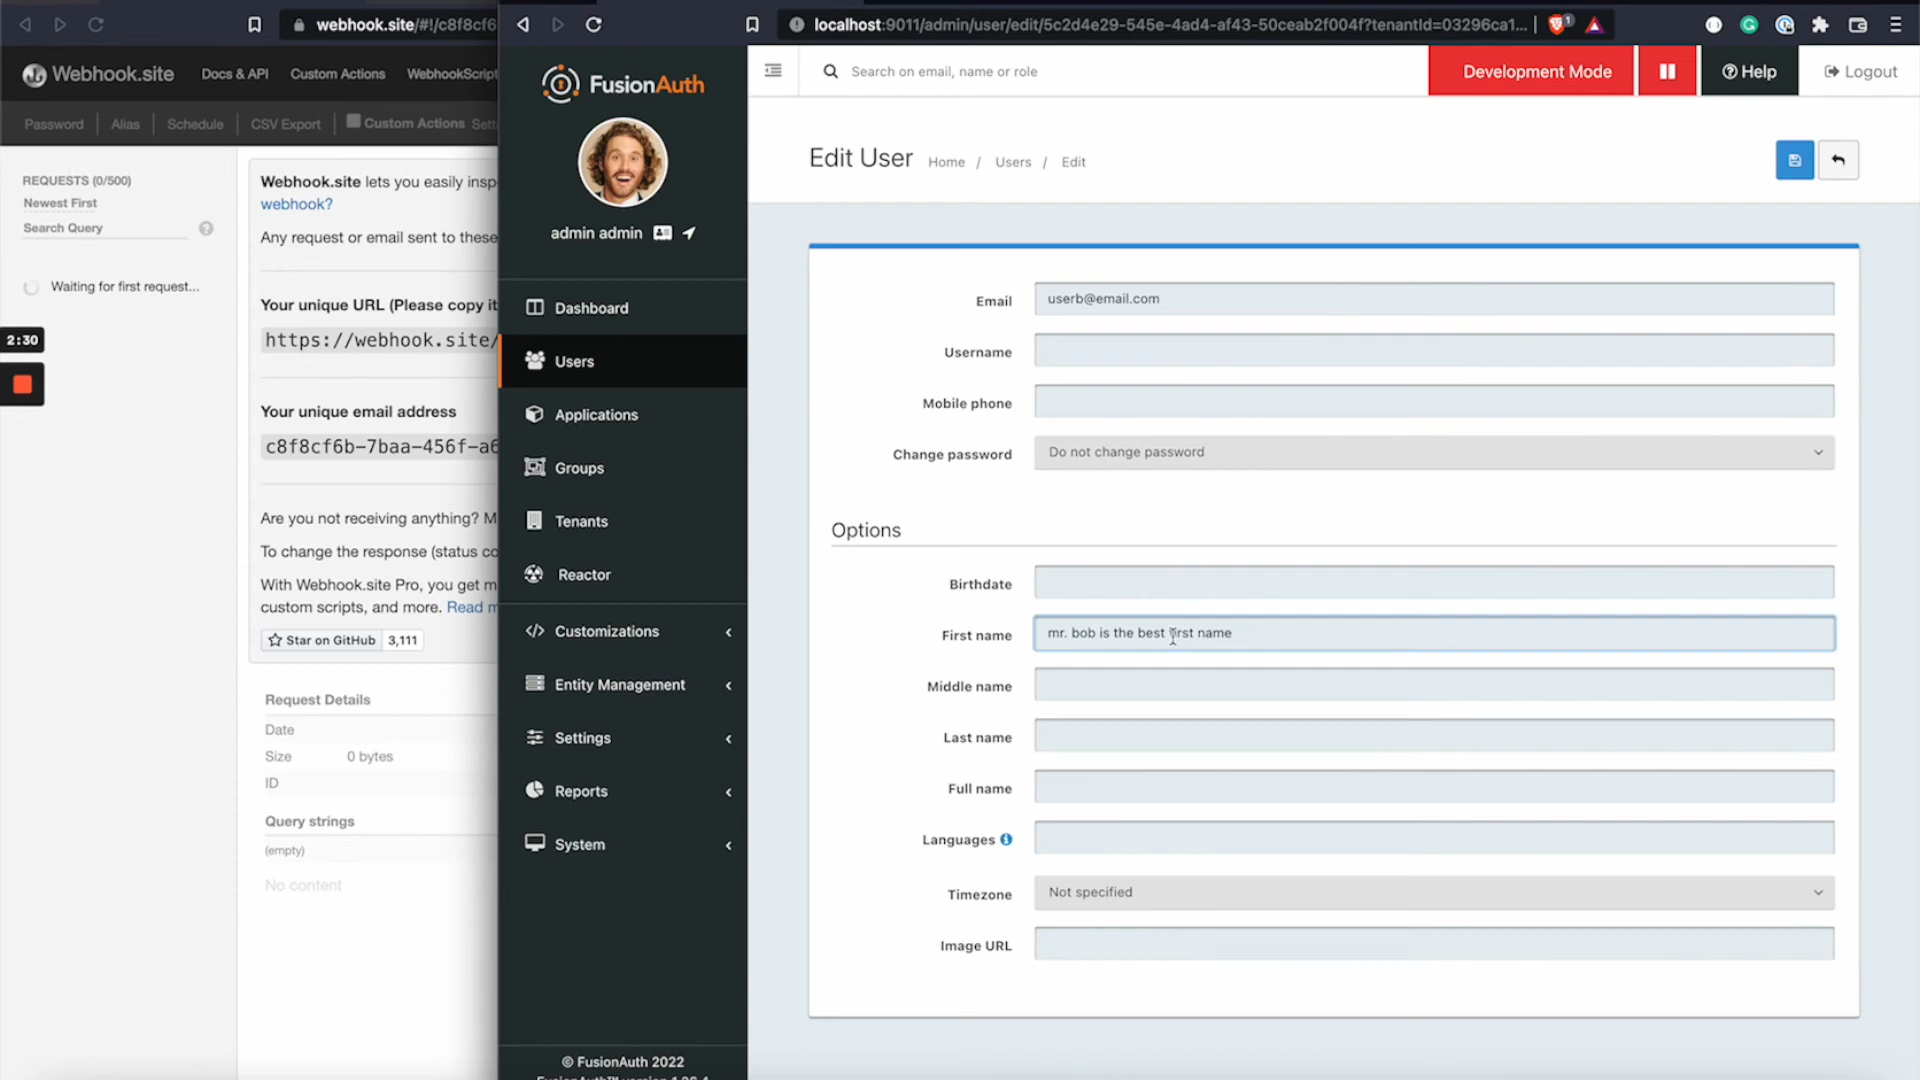 webhook.site/#!/c8f8cf6
localhost:9011/admin/user/edit/5c2d4e29-545e-4ad4-af43-50ceab2f004f?tenantId=03296ca1...
1
Webhook.site
Docs & API
Custom Actions
WebhookScript
Password
Alias
Schedule
CSV Export
Custom Actions
REQUESTS (0/500)
Newest First
Search Query
Waiting for first request...
2:30
Webhook.site lets you easily insp
webhook?
Any request or email sent to these
Your unique URL (Please copy it
https://webhook.site/
Your unique email address
c8f8cf6b-7baa-456f-a6
Are you not receiving anything? M
To change the response (status co
With Webhook.site Pro, you get m
custom scripts, and more. Read m
Star on GitHub
3,111
Request Details
Date
Size 0 bytes
ID
Query strings
(empty)
No content
FusionAuth
admin admin
Dashboard
Users
Applications
Groups
Tenants
Reactor
Customizations
Entity Management
Settings
Reports
System
© FusionAuth 2022
Search on email, name or role
Development Mode
Help
Logout
Edit User
Home / Users / Edit
Email userb@email.com
Username
Mobile phone
Change password Do not change password
Options
Birthdate
First name mr. bob is the best first name
Middle name
Last name
Full name
Languages
Timezone Not specified
Image URL